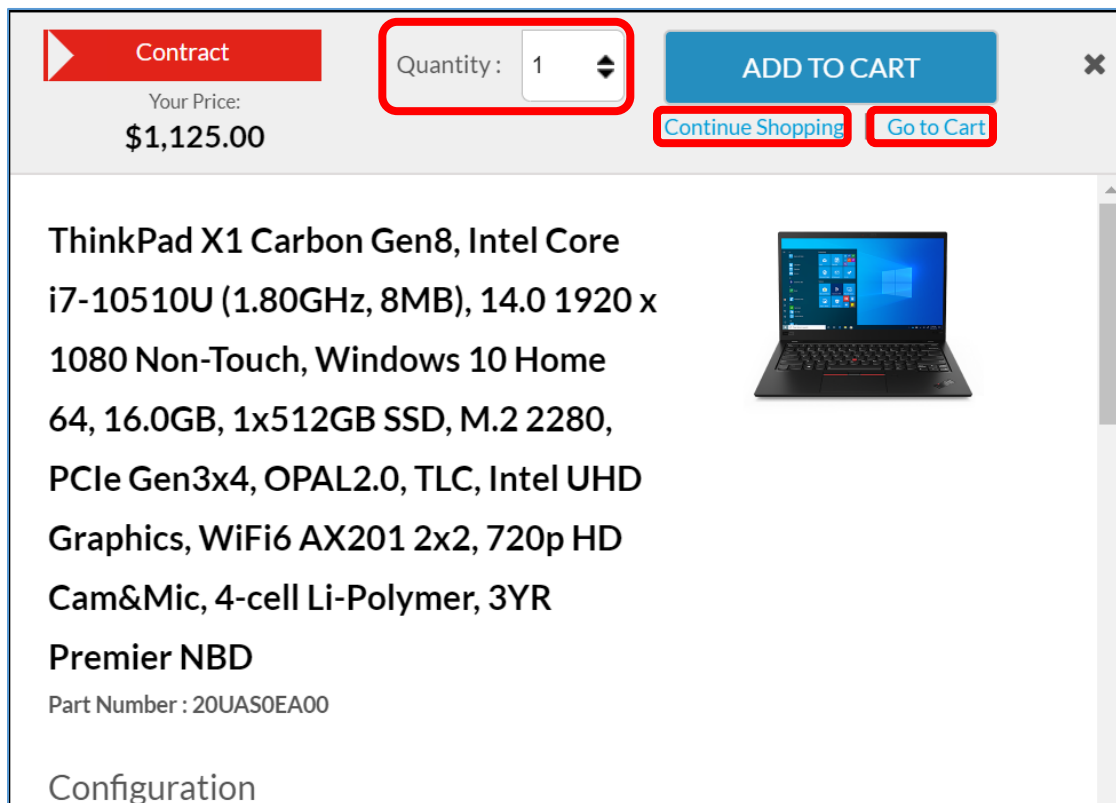 Contract
Your Price:
$1,125.00
Quantity : 1
ADD TO CART
Continue Shopping | Go to Cart
ThinkPad X1 Carbon Gen8, Intel Core
i7-10510U (1.80GHz, 8MB), 14.0 1920 x
1080 Non-Touch, Windows 10 Home
64, 16.0GB, 1x512GB SSD, M.2 2280,
PCIe Gen3x4, OPAL2.0, TLC, Intel UHD
Graphics, WiFi6 AX201 2x2, 720p HD
Cam&Mic, 4-cell Li-Polymer, 3YR
Premier NBD
Part Number : 20UAS0EA00
Configuration